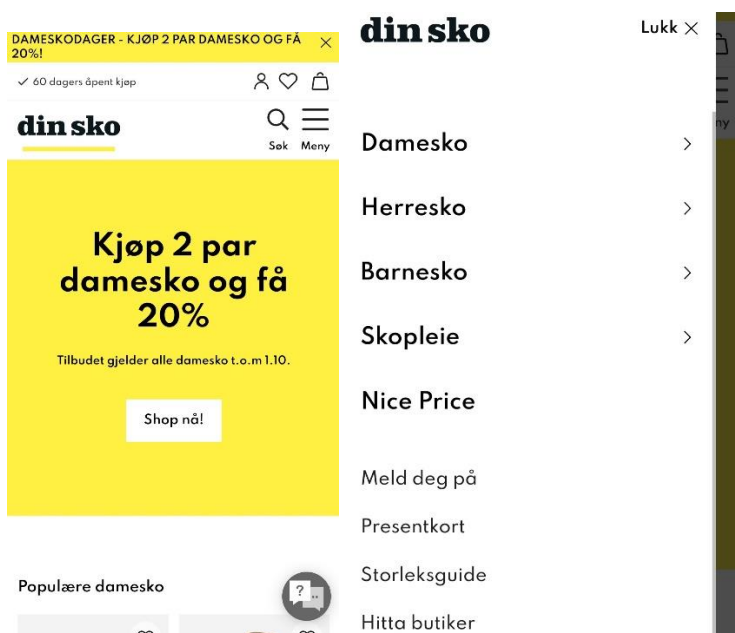 DAMESKODAGER - KJØP 2 PAR DAMESKO OG FÅ
20%!
60 dagers åpent kjøp
din sko
Søk Meny
Kjøp 2 par
damesko og få
20%
Tilbudet gjelder alle damesko t.o.m 1.10.
Shop nå!
Populære damesko
?
din sko
Lukk
Damesko
Herresko
Barnesko
Skopleie
Nice Price
Meld deg på
Presentkort
Storleksguide
Hitta butiker
ny